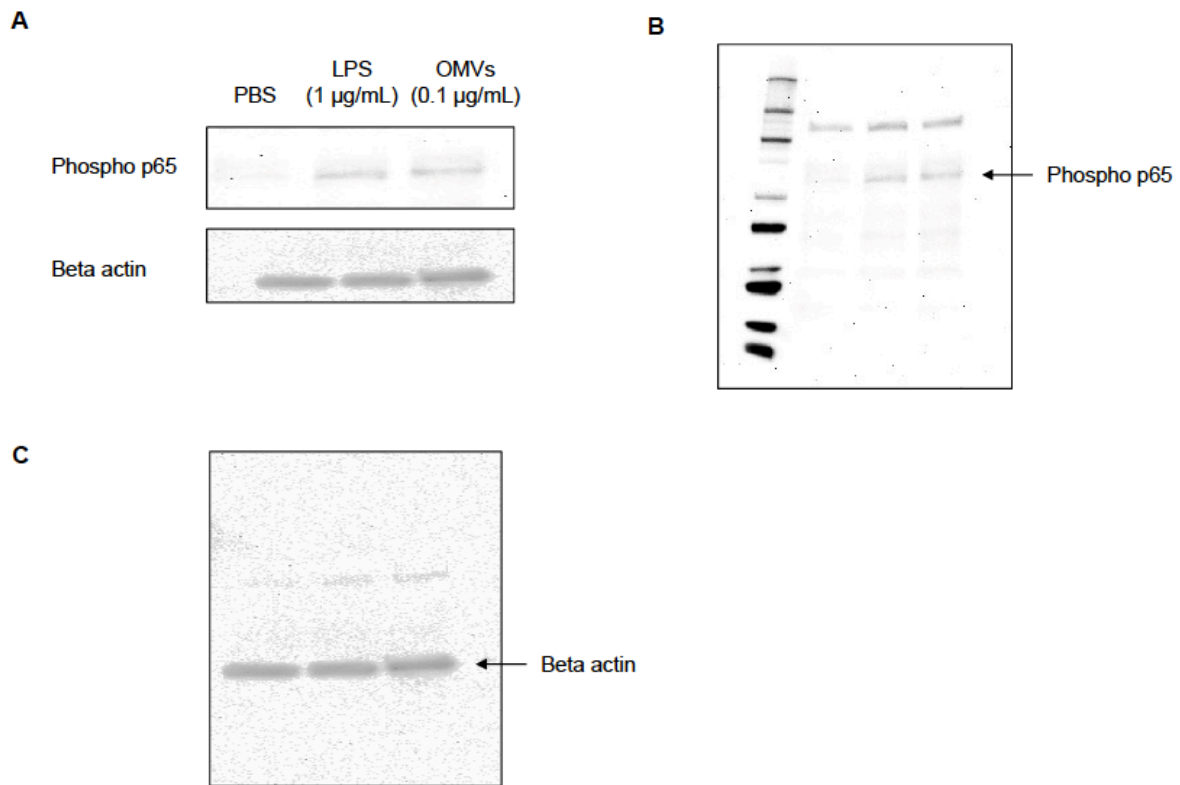 A
B
LPS OMVs
PBS (1 µg/mL) (0.1 µg/mL)
Phospho p65
Beta actin
Phospho p65
C
Beta actin